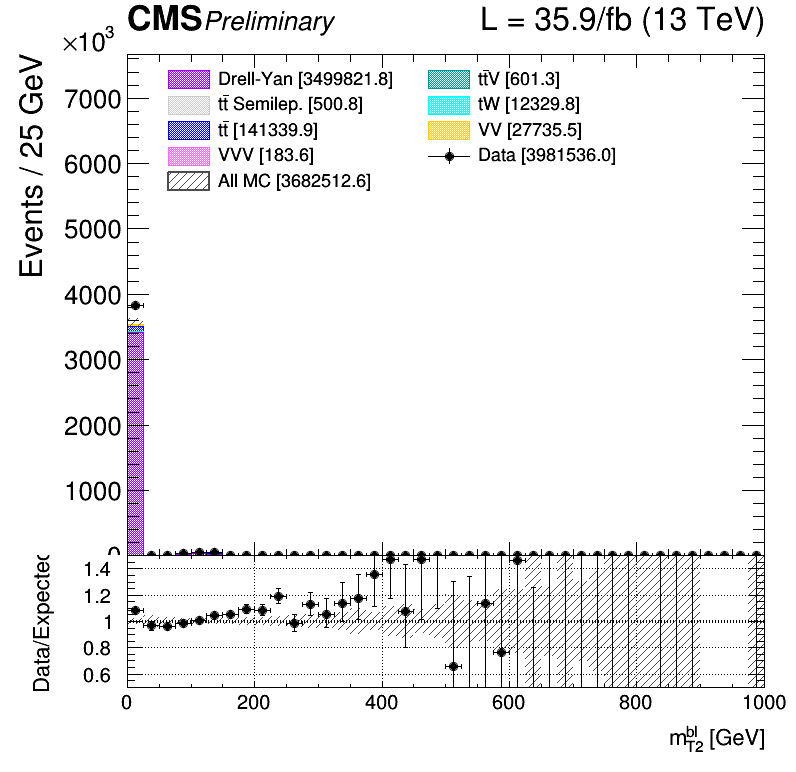 CMS Preliminary L = 35.9/fb (13 TeV)
×10³
Events / 25 GeV
Drell-Yan [3499821.8]
tt̄ Semilep. [500.8]
tt̄ [141339.9]
VVV [183.6]
All MC [3682512.6]
tt̄V [601.3]
tW [12329.8]
VV [27735.5]
Data [3981536.0]
7000
6000
5000
4000
3000
2000
1000
0
Data/Expected
1.4
1.2
1
0.8
0.6
0 200 400 600 800 1000
m_{T2}^{bl} [GeV]